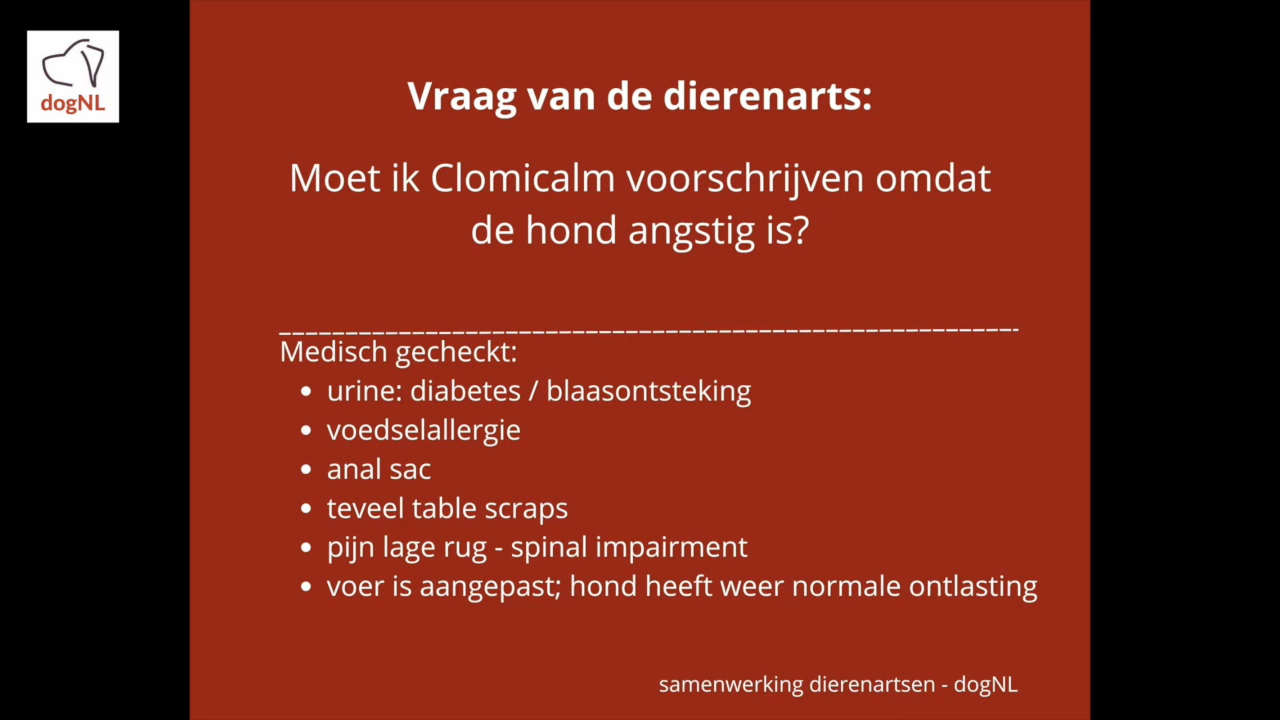 dogNL
Vraag van de dierenarts:
Moet ik Clomicalm voorschrijven omdat
de hond angstig is?
Medisch gecheckt:
• urine: diabetes / blaasontsteking
• voedselallergie
• anal sac
• teveel table scraps
• pijn lage rug - spinal impairment
• voer is aangepast; hond heeft weer normale ontlasting
samenwerking dierenartsen - dogNL